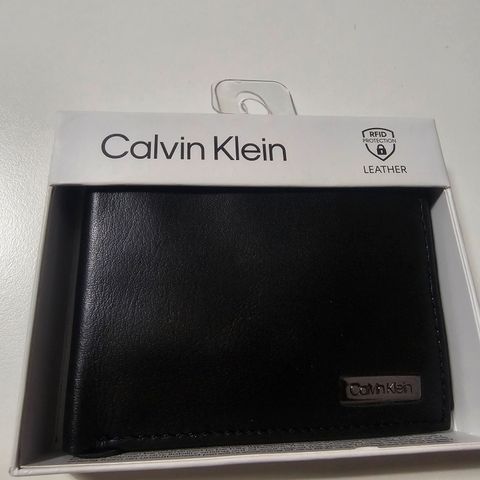 Calvin Klein
RFID
PROTECTION
LEATHER
Calvin Klein